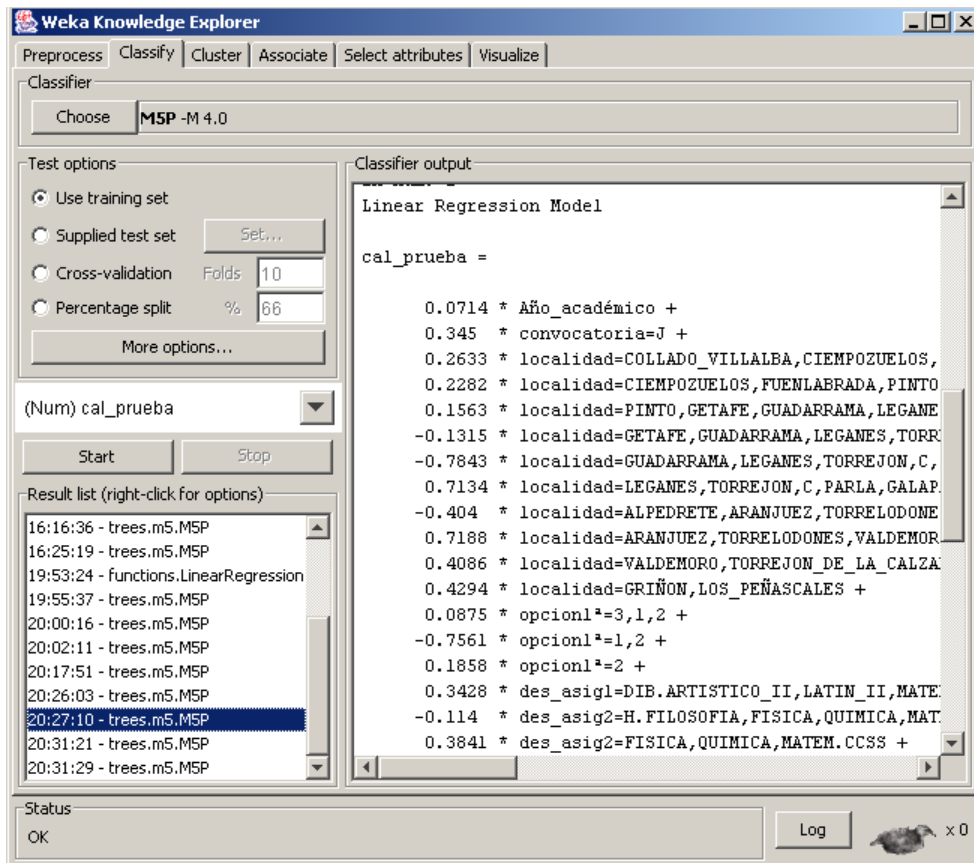 Weka Knowledge Explorer
Preprocess Classify Cluster Associate Select attributes Visualize
Classifier
Choose M5P -M 4.0
Test options
Use training set
Supplied test set Set...
Cross-validation Folds 10
Percentage split % 66
More options...
(Num) cal_prueba
Start Stop
Result list (right-click for options)
16:16:36 - trees.m5.M5P
16:25:19 - trees.m5.M5P
19:53:24 - functions.LinearRegression
19:55:37 - trees.m5.M5P
20:00:16 - trees.m5.M5P
20:02:11 - trees.m5.M5P
20:17:51 - trees.m5.M5P
20:26:03 - trees.m5.M5P
20:27:10 - trees.m5.M5P
20:31:21 - trees.m5.M5P
20:31:29 - trees.m5.M5P
Classifier output
Linear Regression Model
cal_prueba =
0.0714 * Año_académico +
0.345 * convocatoria=J +
0.2633 * localidad=COLLADO_VILLALBA,CIEMPOZUELOS,
0.2282 * localidad=CIEMPOZUELOS,FUENLABRADA,PINTO
0.1563 * localidad=PINTO,GETAFE,GUADARRAMA,LEGANE
-0.1315 * localidad=GETAFE,GUADARRAMA,LEGANES,TORR
-0.7843 * localidad=GUADARRAMA,LEGANES,TORREJON,C,
0.7134 * localidad=LEGANES,TORREJON,C,PARLA,GALAP
-0.404 * localidad=ALPEDRETE,ARANJUEZ,TORRELODONE
0.7188 * localidad=ARANJUEZ,TORRELODONES,VALDEMOR
0.4086 * localidad=VALDEMORO,TORREJON_DE_LA_CALZA
0.4294 * localidad=GRIÑON,LOS_PEÑASCALES +
0.0875 * opcion1ª=3,1,2 +
-0.7561 * opcion1ª=1,2 +
0.1858 * opcion1ª=2 +
0.3428 * des_asig1=DIB.ARTISTICO_II,LATIN_II,MATE
-0.114 * des_asig2=H.FILOSOFIA,FISICA,QUIMICA,MAT
0.3841 * des_asig2=FISICA,QUIMICA,MATEM.CCSS +
Status
OK
Log
x 0